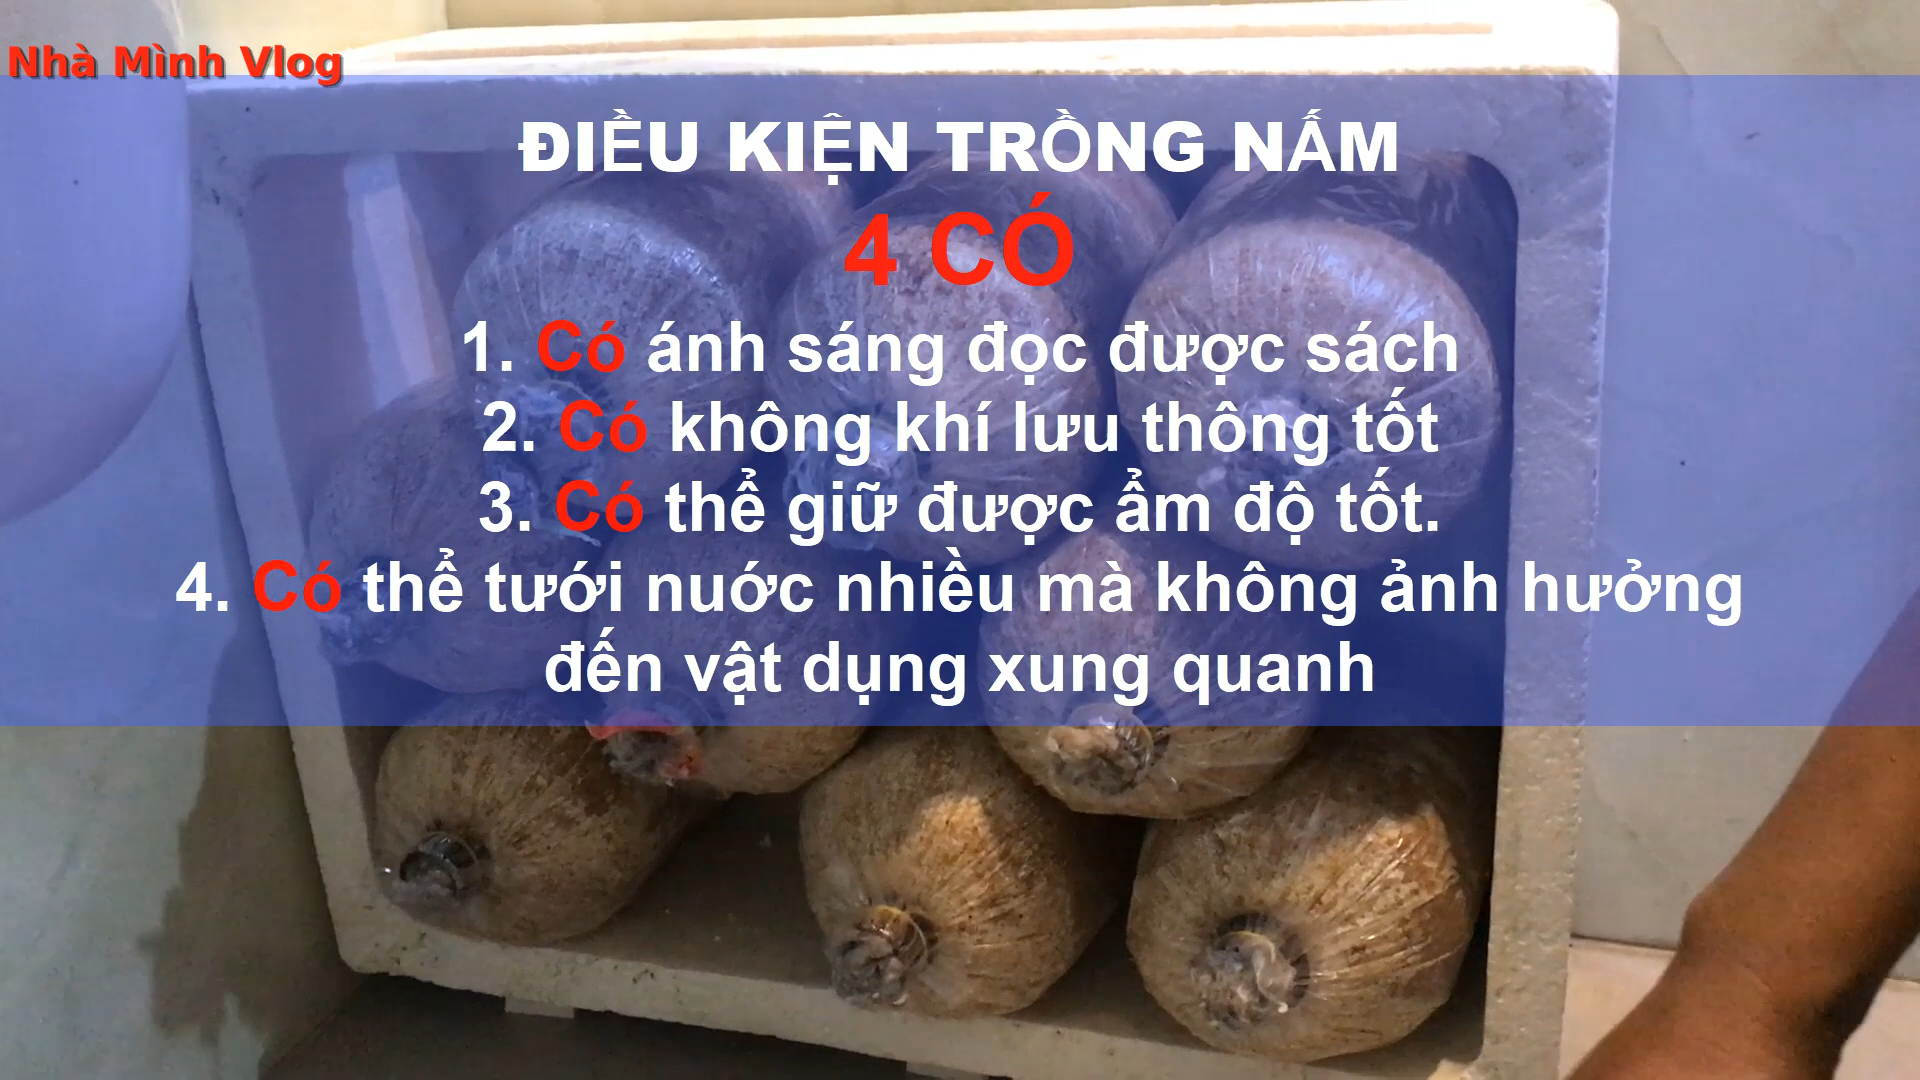 Nhà Mình Vlog
ĐIỀU KIỆN TRỒNG NẤM
4 CÓ
1. Có ánh sáng đọc được sách
2. Có không khí lưu thông tốt
3. Có thể giữ được ẩm độ tốt.
4. Có thể tưới nuớc nhiều mà không ảnh hưởng
đến vật dụng xung quanh